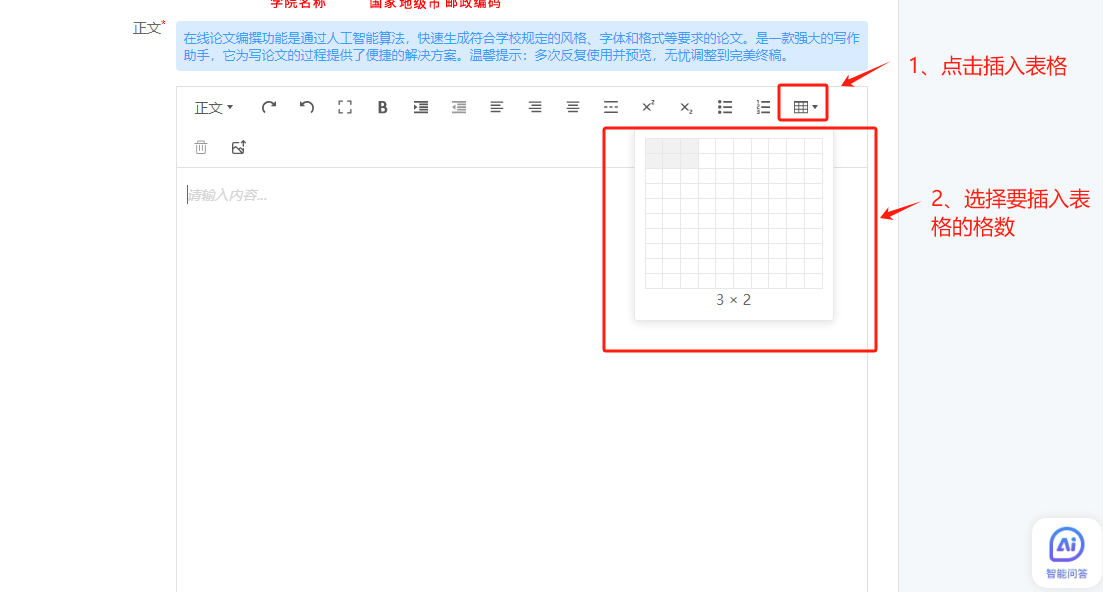 学院名称 国家 地级市 邮政编码
正文*
在线论文编撰功能是通过人工智能算法，快速生成符合学校规定的风格、字体和格式等要求的论文。是一款强大的写作
助手，它为写论文的过程提供了便捷的解决方案。温馨提示：多次反复使用并预览，无忧调整到完美终稿。
1、点击插入表格
正文
B
x²
x₂
请输入内容...
2、选择要插入表
格的格数
3 × 2
Ai
智能问答